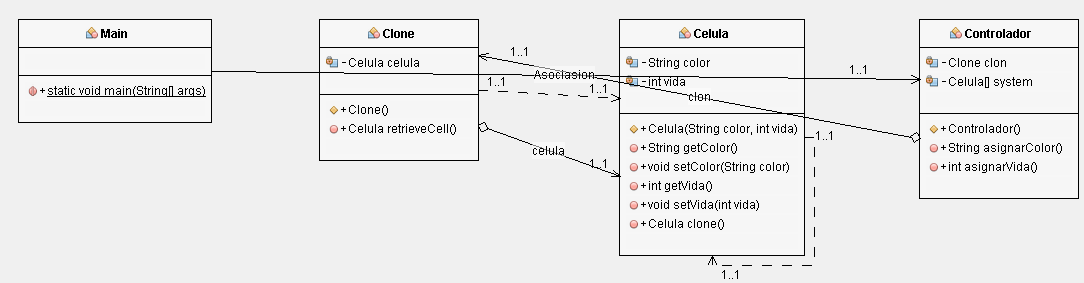 Main
+ static void main(String[] args)
Clone
- Celula celula
+ Clone()
+ Celula retrieveCell()
Celula
- String color
- int vida
+ Celula(String color, int vida)
+ String getColor()
+ void setColor(String color)
+ int getVida()
+ void setVida(int vida)
+ Celula clone()
Controlador
- Clone clon
- Celula[] system
+ Controlador()
+ String asignarColor()
+ int asignarVida()
1..1
Asoclasion
1..1
1..1
1..1
clon
1..1
celula
1..1
1..1